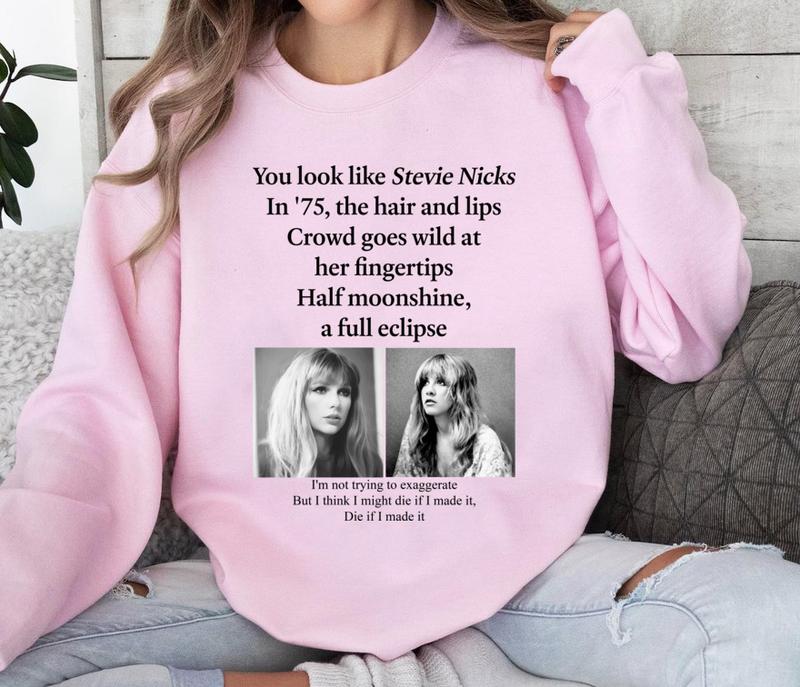 You look like Stevie Nicks
In '75, the hair and lips
Crowd goes wild at
her fingertips
Half moonshine,
a full eclipse
I'm not trying to exaggerate
But I think I might die if I made it,
Die if I made it